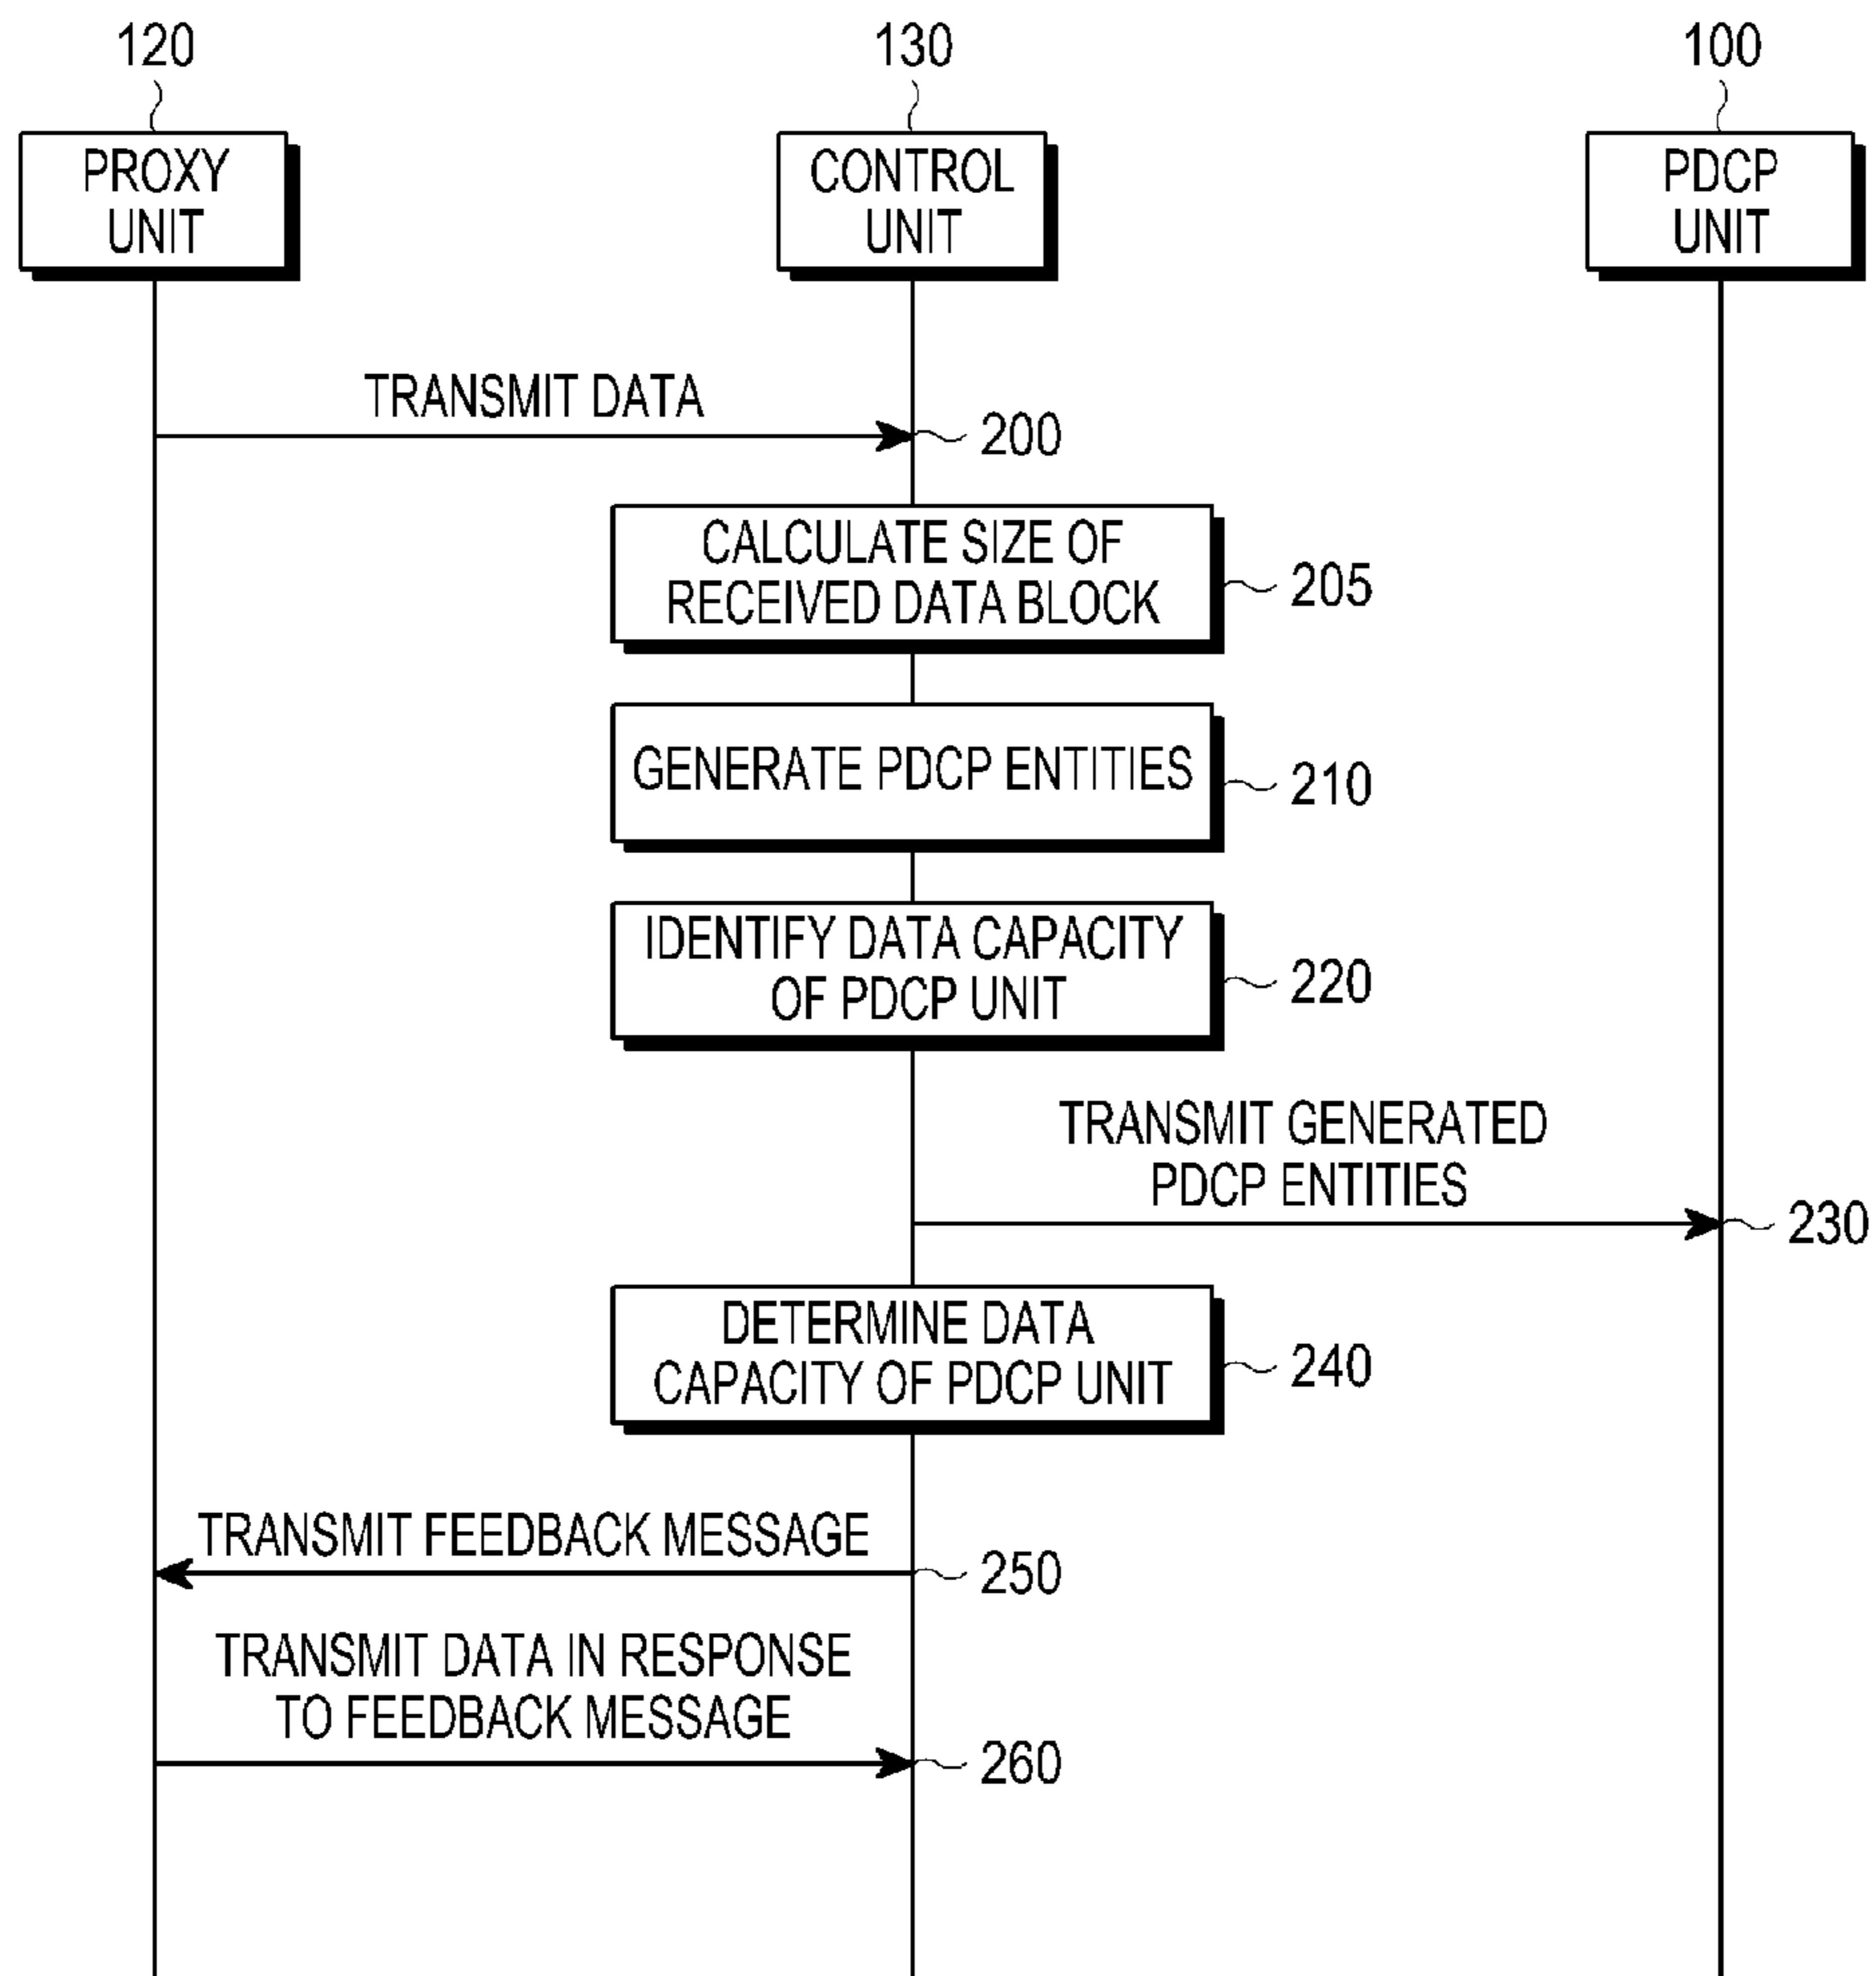 120
130
100
PROXY
UNIT
CONTROL
UNIT
PDCP
UNIT
TRANSMIT DATA
200
CALCULATE SIZE OF
RECEIVED DATA BLOCK
205
GENERATE PDCP ENTITIES
210
IDENTIFY DATA CAPACITY
OF PDCP UNIT
220
TRANSMIT GENERATED
PDCP ENTITIES
230
DETERMINE DATA
CAPACITY OF PDCP UNIT
240
TRANSMIT FEEDBACK MESSAGE
250
TRANSMIT DATA IN RESPONSE
TO FEEDBACK MESSAGE
260